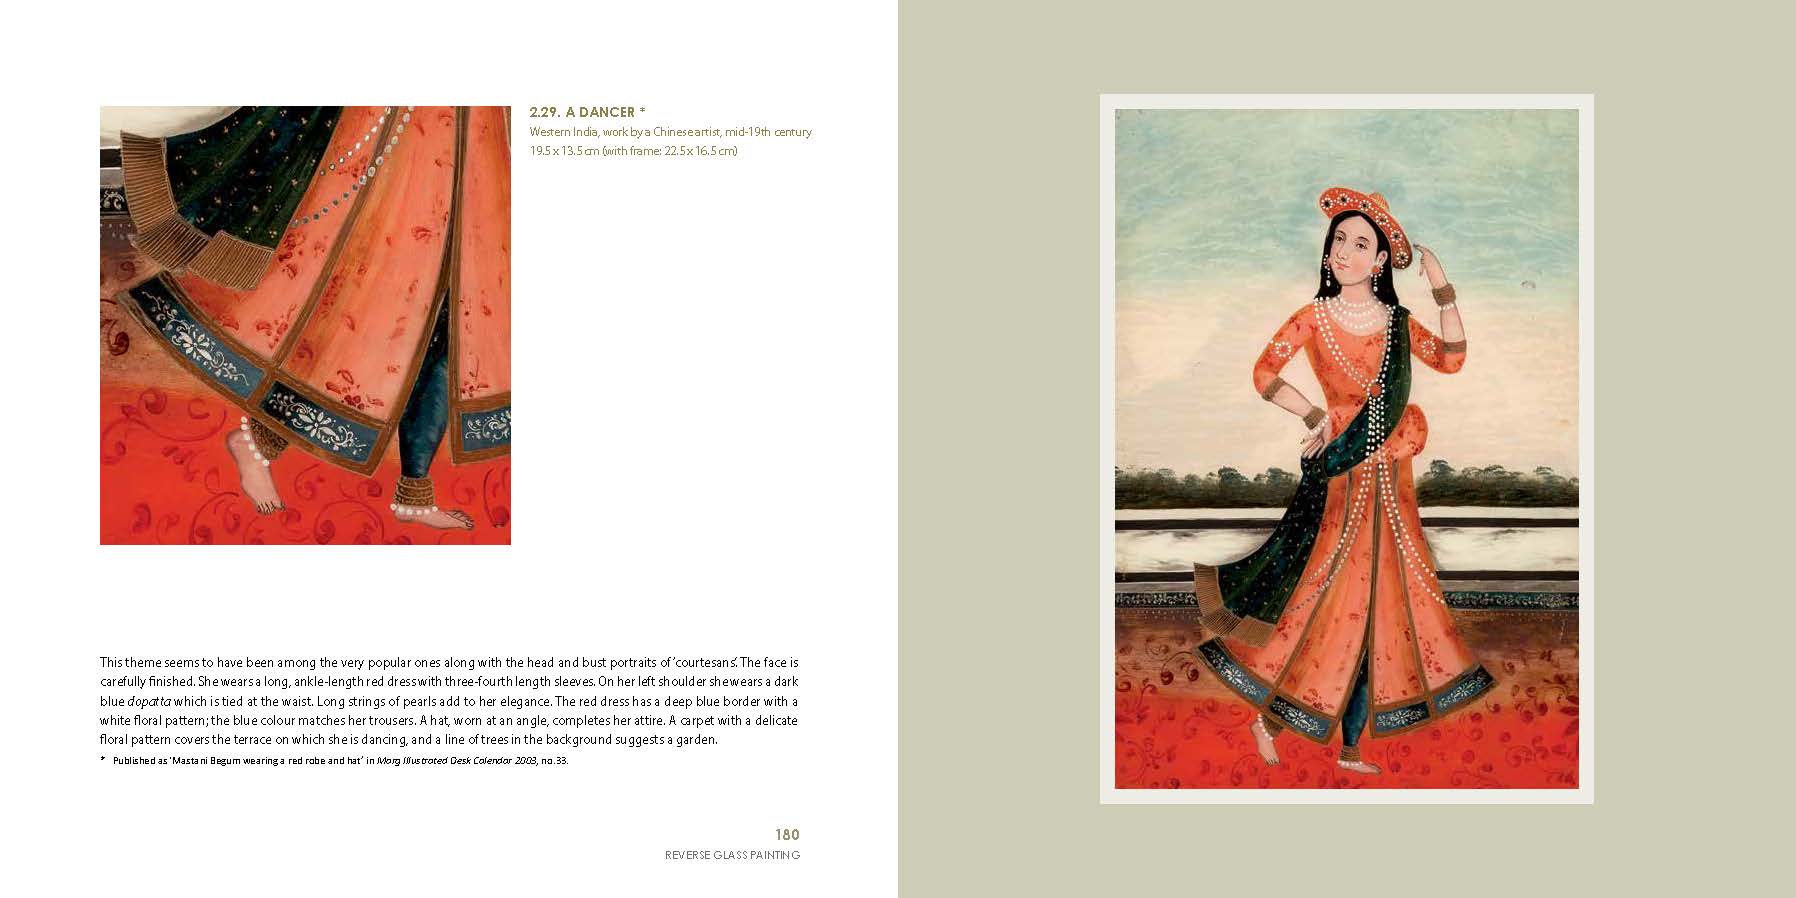 2.29. A DANCER *
Western India, work by a Chinese artist, mid-19th century
19.5 x 13.5 cm (with frame: 22.5 x 16.5 cm)
This theme seems to have been among the very popular ones along with the head and bust portraits of 'courtesans'. The face is
carefully finished. She wears a long, ankle-length red dress with three-fourth length sleeves. On her left shoulder she wears a dark
blue dopatta which is tied at the waist. Long strings of pearls add to her elegance. The red dress has a deep blue border with a
white floral pattern; the blue colour matches her trousers. A hat, worn at an angle, completes her attire. A carpet with a delicate
floral pattern covers the terrace on which she is dancing, and a line of trees in the background suggests a garden.
* Published as 'Mastani Begum wearing a red robe and hat' in Marg Illustrated Desk Calendar 2003, no.33.
180
REVERSE GLASS PAINTING